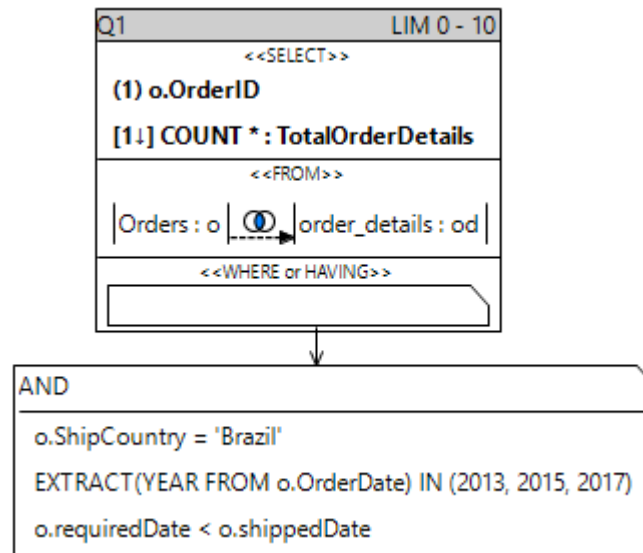 Q1 LIM 0 - 10
<<SELECT>>
(1) o.OrderID
[1↓] COUNT * : TotalOrderDetails
<<FROM>>
Orders : o order_details : od
<<WHERE or HAVING>>
AND
o.ShipCountry = 'Brazil'
EXTRACT(YEAR FROM o.OrderDate) IN (2013, 2015, 2017)
o.requiredDate < o.shippedDate